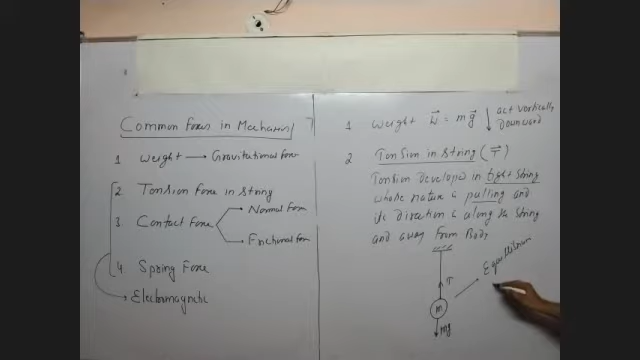 Common Forces in Mechanics
1 Weight → Gravitational Force
2. Tension Force in String
3. Contact Force
Normal Force
Frictional Force
4. Spring Force
Electromagnetic
1 Weight W = mg ↓ act vertically
downward
2 Tension in String (T)
Tension developed in tight string
whose nature is pulling and
its direction is along the string
and away from Body
T
m
mg
Equilibrium